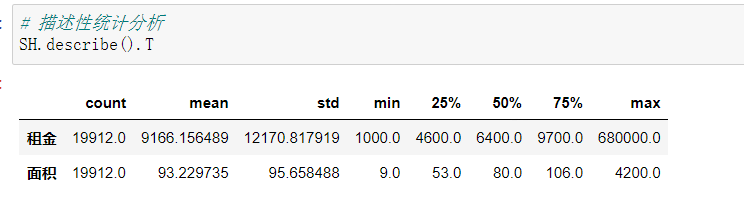 # 描述性统计分析
SH.describe().T
count mean std min 25% 50% 75% max
租金 19912.0 9166.156489 12170.817919 1000.0 4600.0 6400.0 9700.0 680000.0
面积 19912.0 93.229735 95.658488 9.0 53.0 80.0 106.0 4200.0